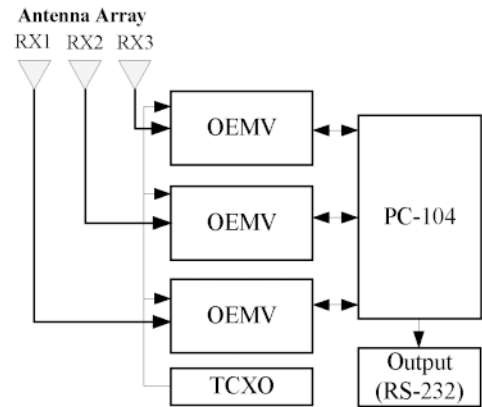 Antenna Array
RX1 RX2 RX3
OEMV
OEMV
PC-104
OEMV
TCXO
Output
(RS-232)